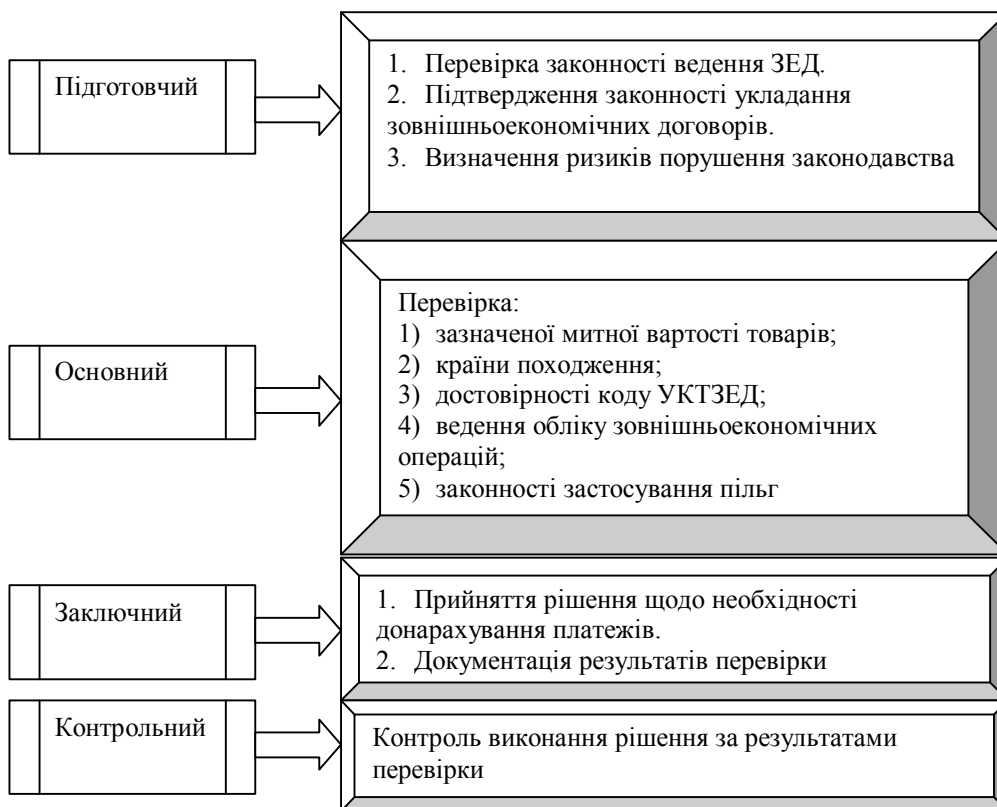 Підготовчий
1. Перевірка законності ведення ЗЕД.
2. Підтвердження законності укладання
зовнішньоекономічних договорів.
3. Визначення ризиків порушення законодавства
Основний
Перевірка:
1) зазначеної митної вартості товарів;
2) країни походження;
3) достовірності коду УКТЗЕД;
4) ведення обліку зовнішньоекономічних
операцій;
5) законності застосування пільг
Заключний
1. Прийняття рішення щодо необхідності
донарахування платежів.
2. Документація результатів перевірки
Контрольний
Контроль виконання рішення за результатами
перевірки